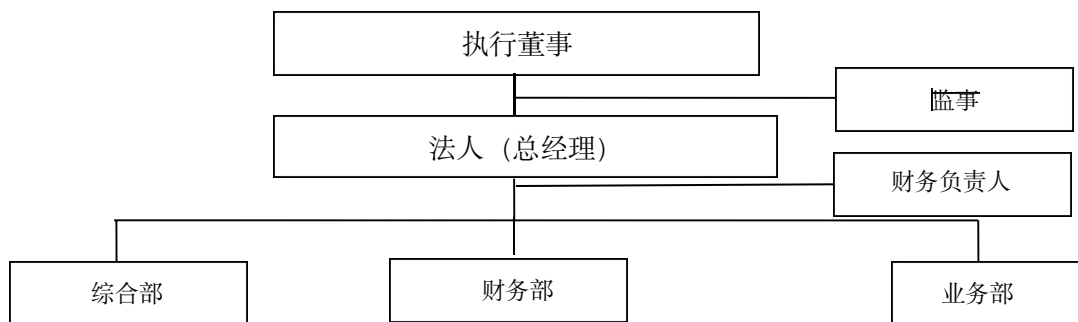 执行董事
监事
法人（总经理）
财务负责人
综合部
财务部
业务部